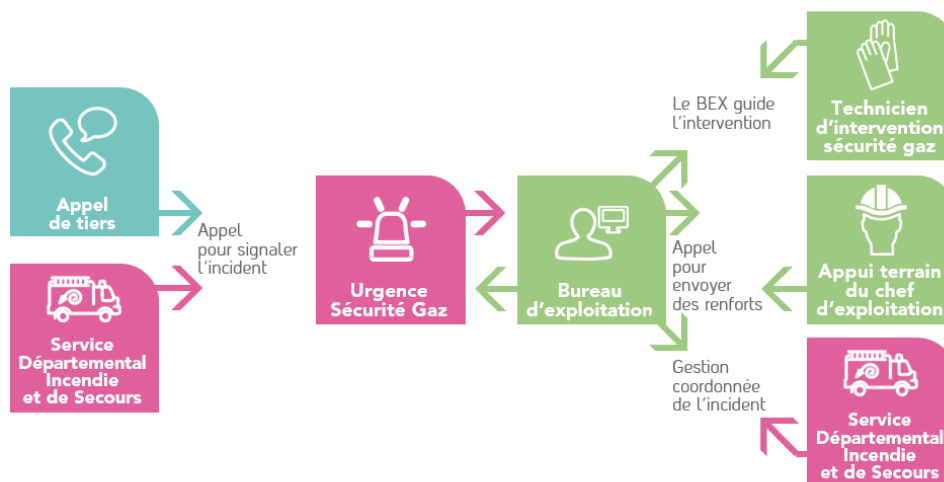 Appel
de tiers
Service
Départemental
Incendie
et de Secours
Appel
pour signaler
l'incident
Urgence
Sécurité Gaz
Bureau
d'exploitation
Le BEX guide
l'intervention
Appel
pour
envoyer
des renforts
Gestion
coordonnée
de l'incident
Technicien
d'intervention
sécurité gaz
Appui terrain
du chef
d'exploitation
Service
Départemental
Incendie
et de Secours